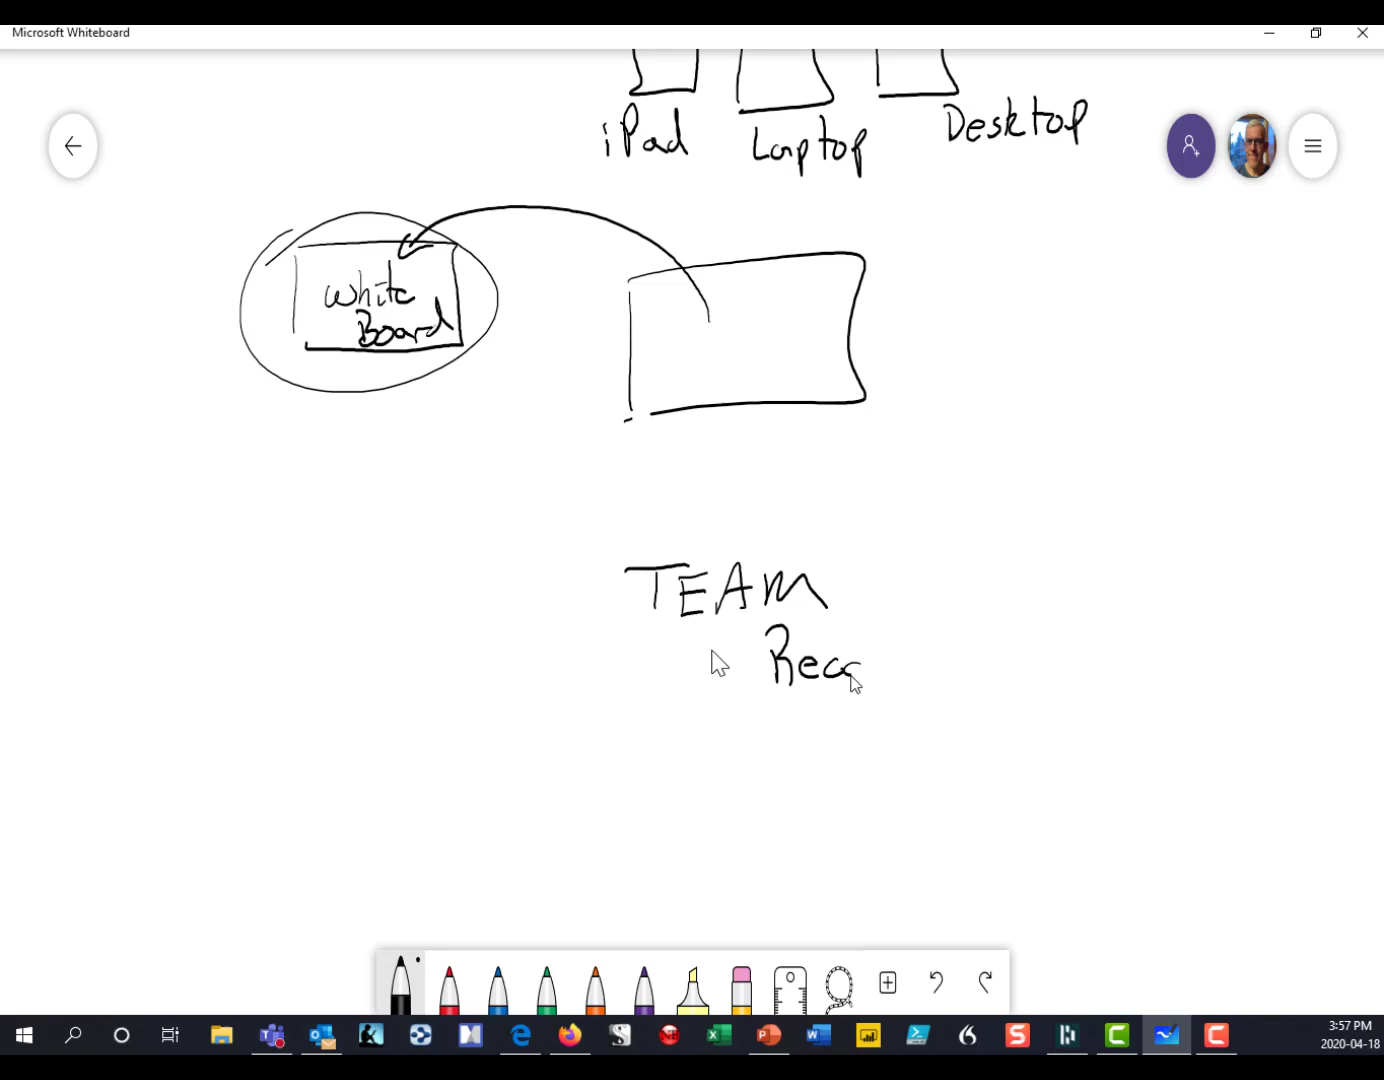 Microsoft Whiteboard
iPad Laptop Desktop
White
Board
TEAM
3:57 PM
2020-04-18